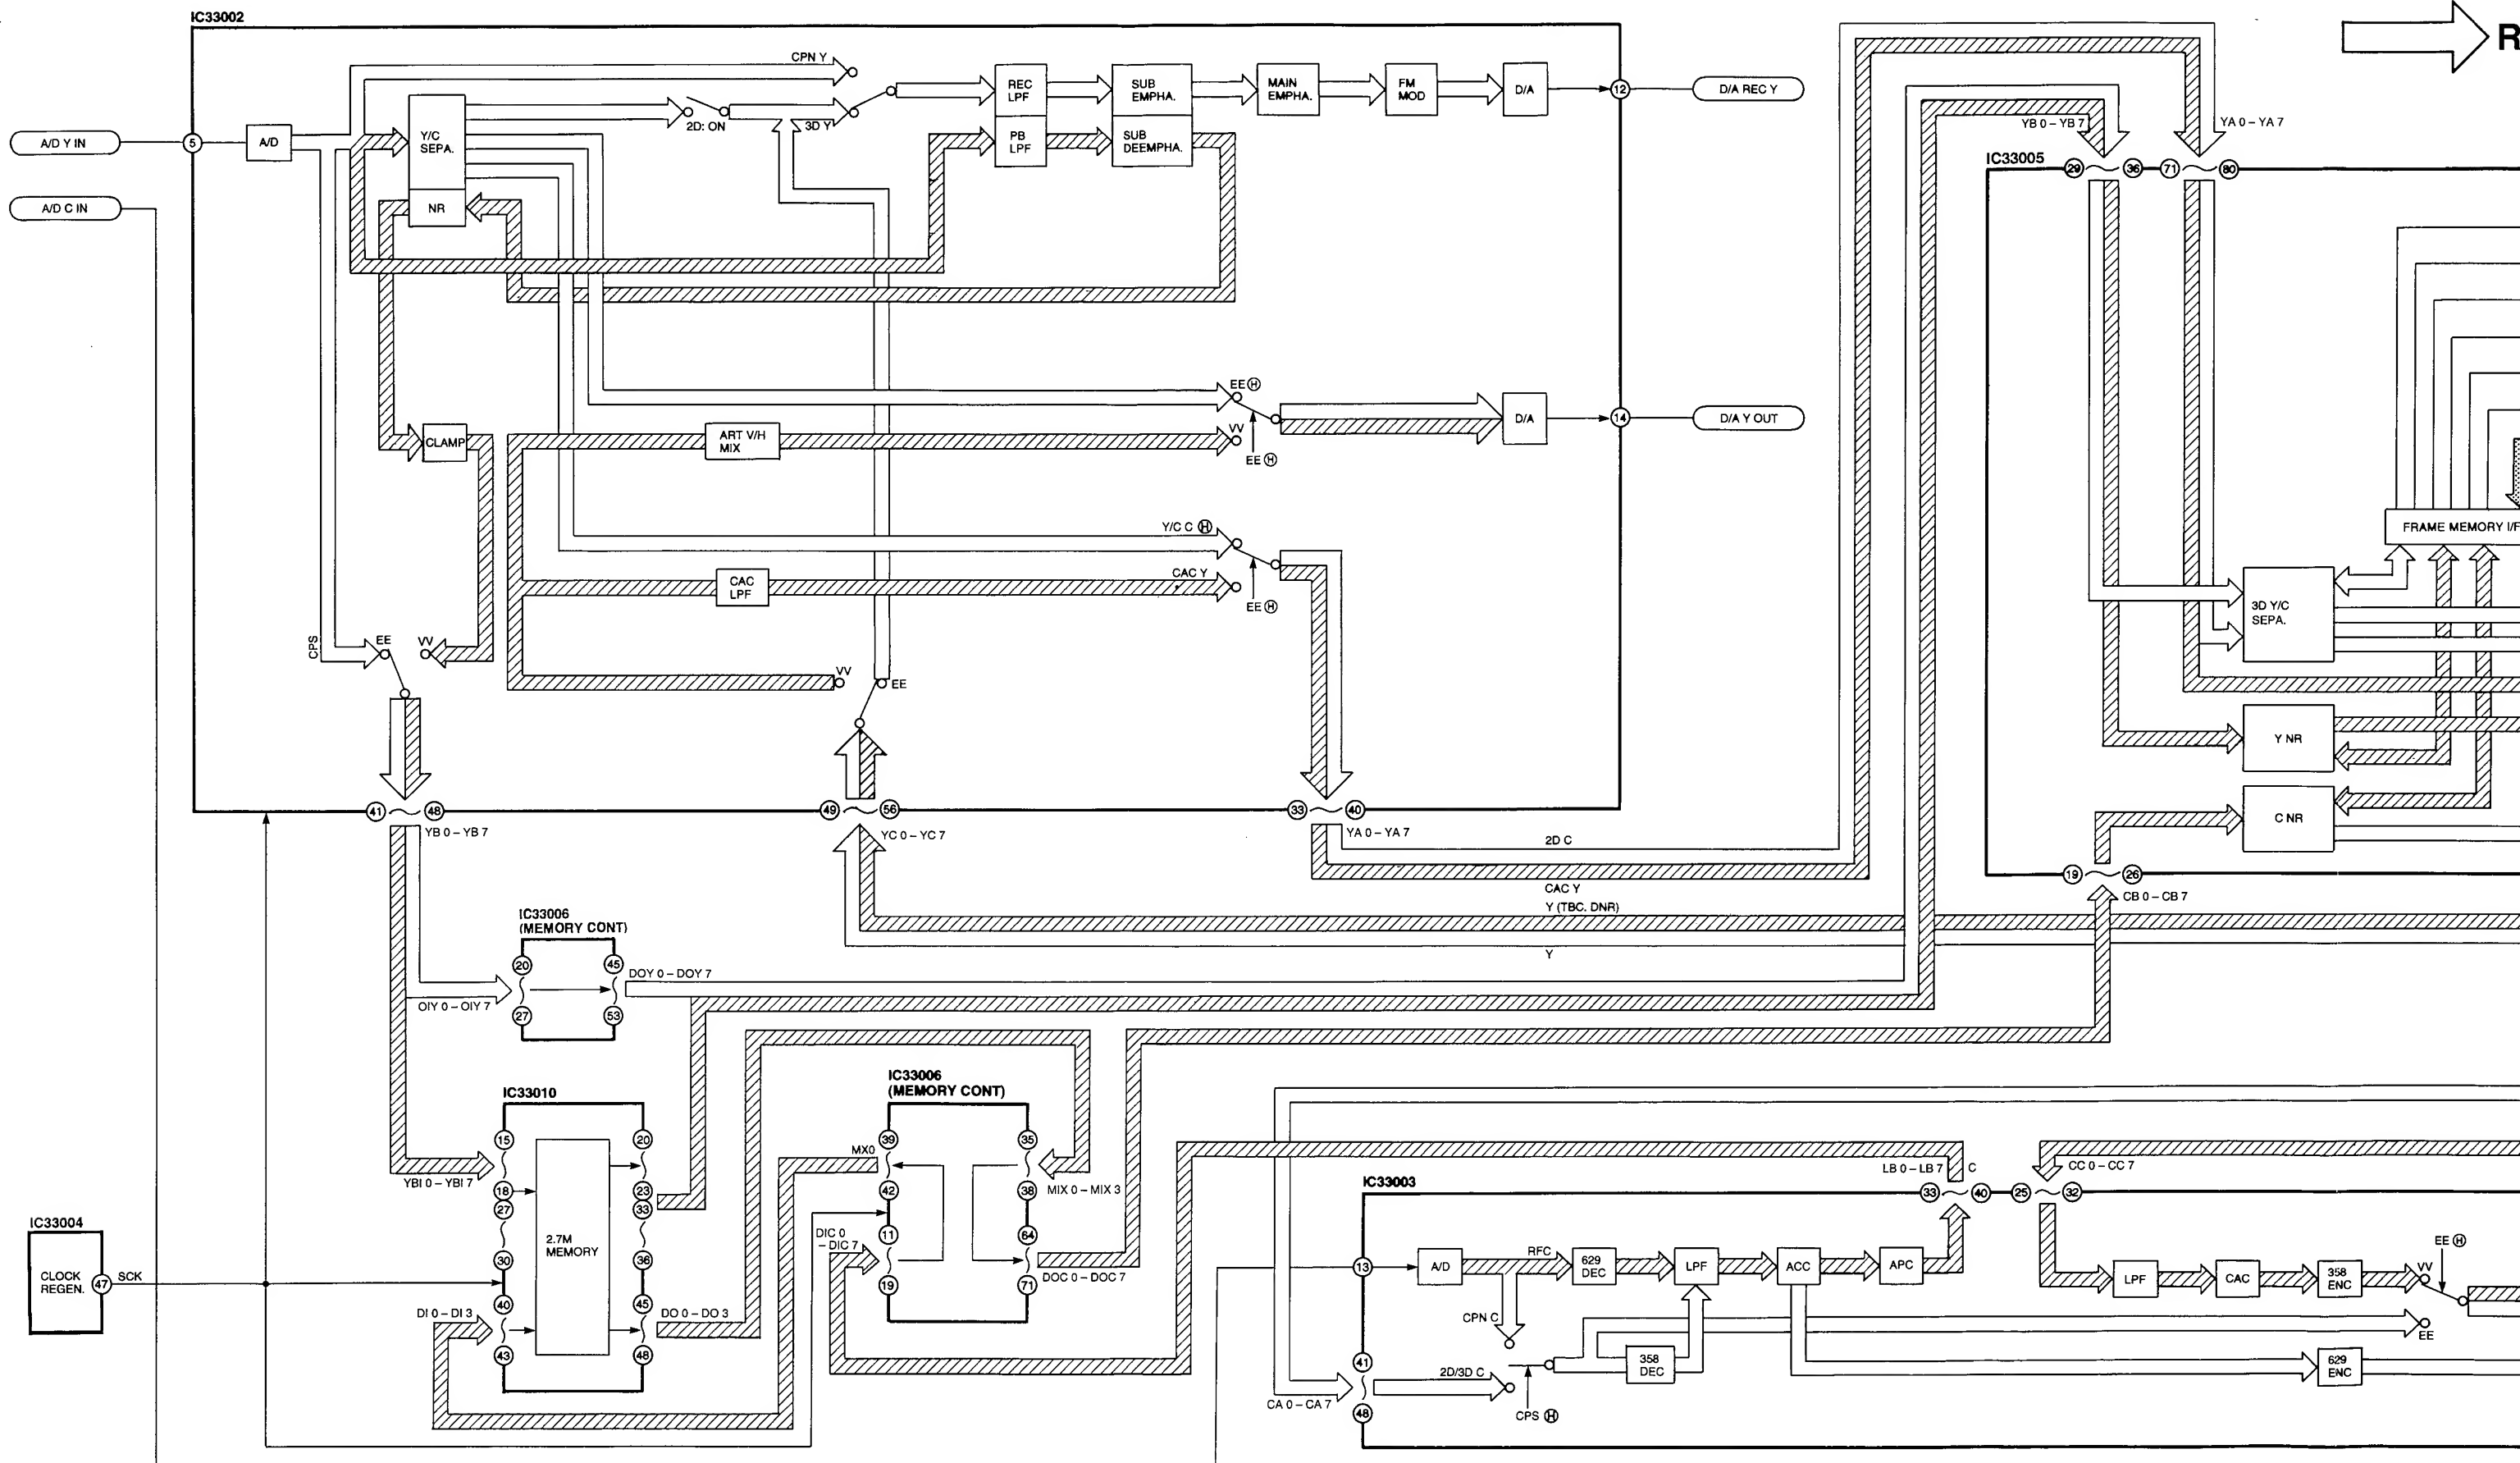 IC33002
R
CPN Y
REC
LPF
SUB
EMPHA.
MAIN
EMPHA.
FM
MOD
D/A
12
D/A REC Y
2D: ON
3D Y
A/D Y IN
5
A/D
Y/C
SEPA.
NR
PB
LPF
SUB
DEEMPHA.
A/D C IN
YB 0 – YB 7
YA 0 – YA 7
IC33005
29
36
71
80
EE H
D/A
14
D/A Y OUT
VV
EE H
CLAMP
ART V/H
MIX
Y/C C H
CAC
LPF
CAC Y
EE H
FRAME MEMORY I/F
3D Y/C
SEPA.
CPS
EE
VV
VV
EE
Y NR
C NR
41
48
49
56
33
40
YB 0 – YB 7
YC 0 – YC 7
YA 0 – YA 7
2D C
CAC Y
Y (TBC. DNR)
Y
19
26
CB 0 – CB 7
IC33006
(MEMORY CONT)
20
45
27
53
OIY 0 – OIY 7
DOY 0 – DOY 7
IC33010
15
20
18
23
27
33
30
36
40
45
43
48
2.7M
MEMORY
YBI 0 – YBI 7
DI 0 – DI 3
DO 0 – DO 3
IC33006
(MEMORY CONT)
MX0
39
35
42
38
11
64
19
71
MIX 0 – MIX 3
DIC 0
– DIC 7
DOC 0 – DOC 7
IC33004
CLOCK
REGEN.
47
SCK
IC33003
LB 0 – LB 7
C
CC 0 – CC 7
33
40
25
32
13
A/D
RFC
629
DEC
LPF
ACC
APC
LPF
CAC
358
ENC
VV
EE H
EE
CPN C
358
DEC
629
ENC
41
48
2D/3D C
CPS H
CA 0 – CA 7